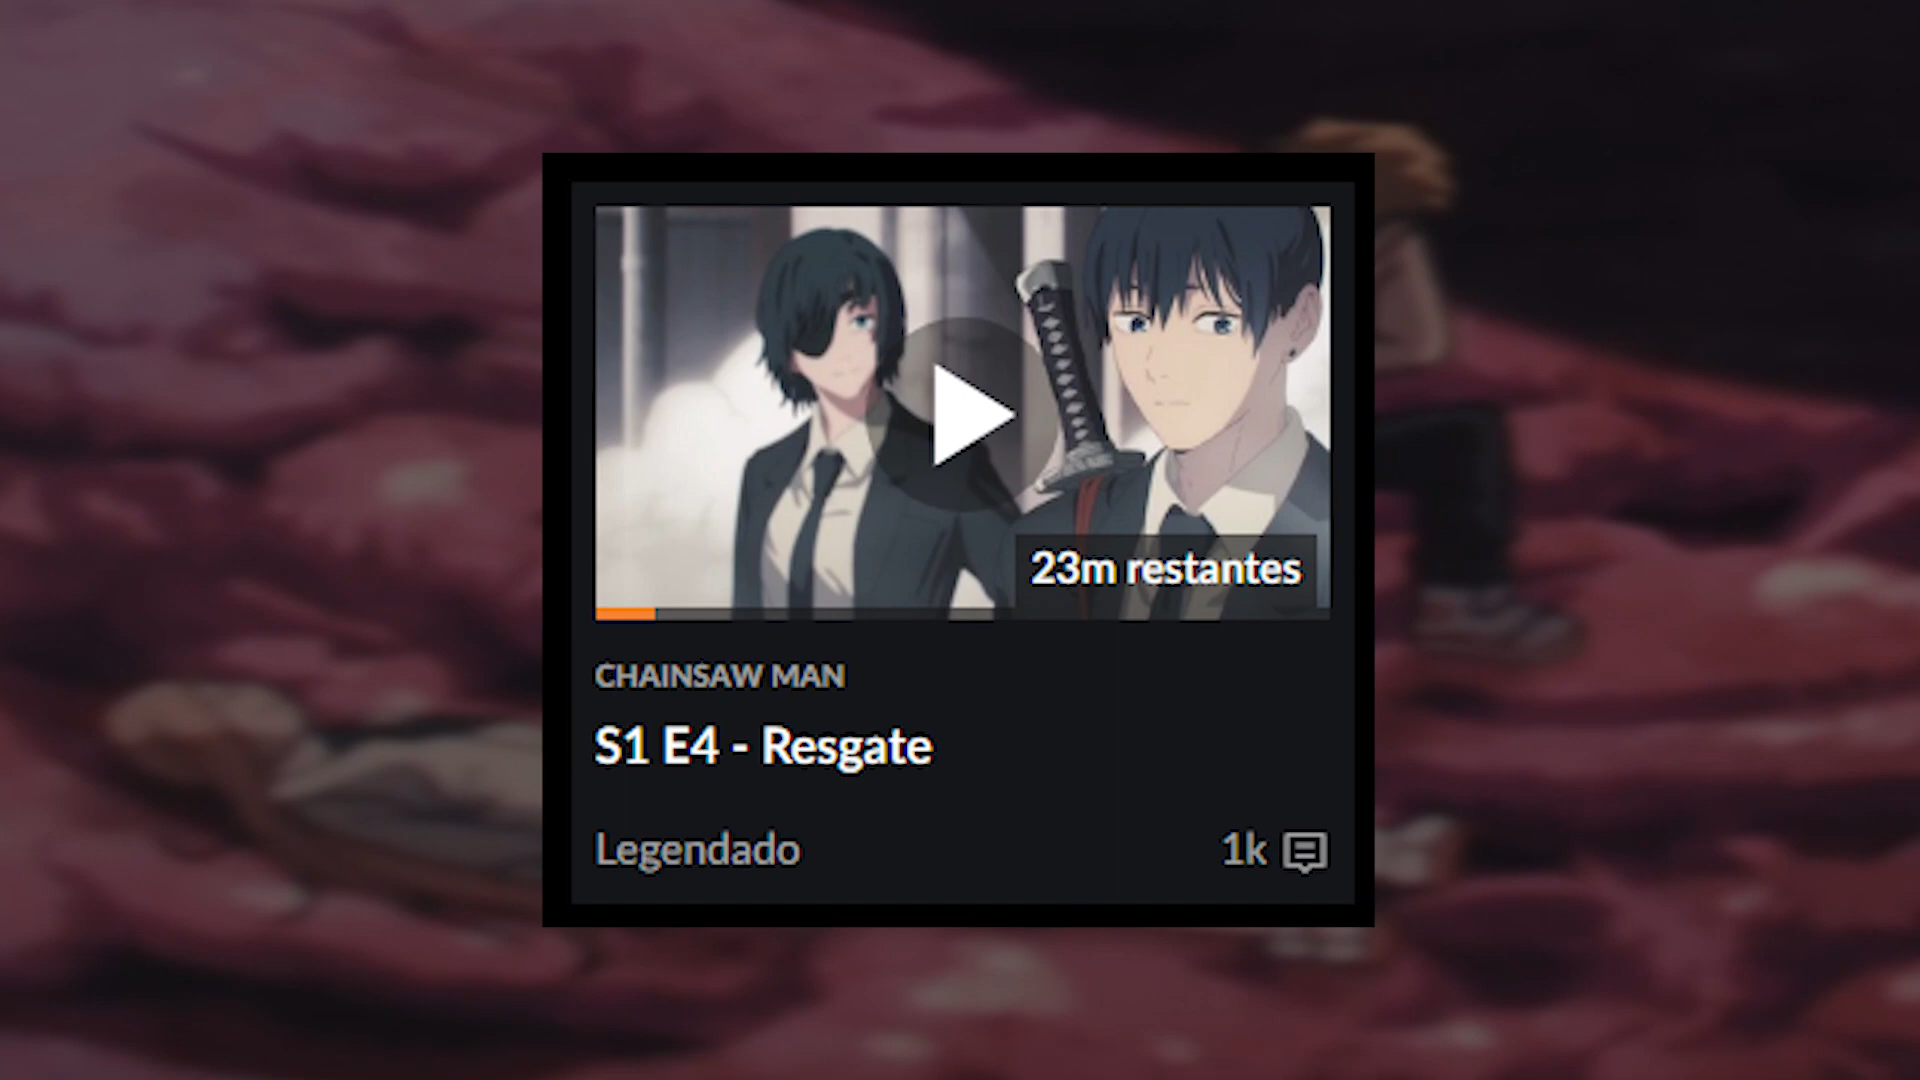 23m restantes
CHAINSAW MAN
S1 E4 - Resgate
Legendado
1k